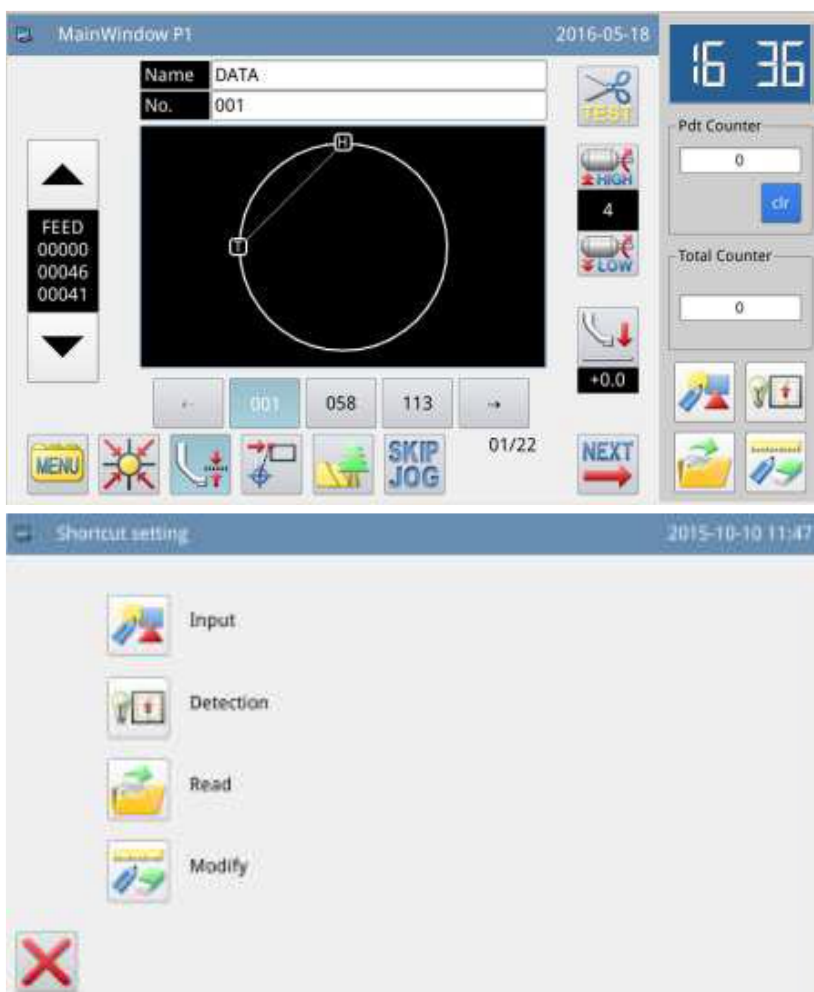 MainWindow P1 2016-05-18
16 36
Name DATA
No. 001
TEST
Pdt Counter
0
clr
HIGH
4
LOW
FEED
00000
00046
00041
H
T
Total Counter
0
+0.0
← 001 058 113 →
01/22
MENU
SKIP
JOG
NEXT
Shortcut setting 2015-10-10 11:47
Input
Detection
Read
Modify